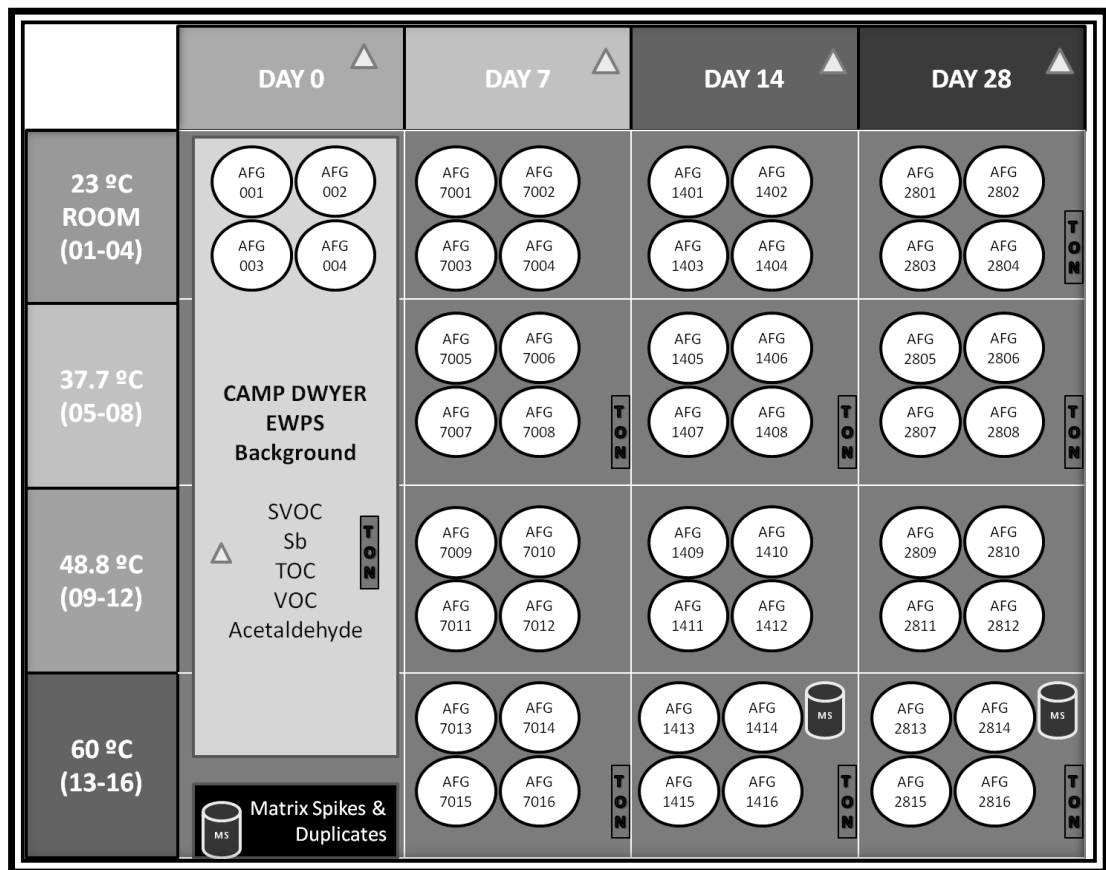 DAY 0
DAY 7
DAY 14
DAY 28
23 ºC
ROOM
(01-04)
AFG
001
AFG
002
AFG
003
AFG
004
AFG
7001
AFG
7002
AFG
7003
AFG
7004
AFG
1401
AFG
1402
AFG
1403
AFG
1404
AFG
2801
AFG
2802
AFG
2803
AFG
2804
TON
37.7 ºC
(05-08)
CAMP DWYER
EWPS
Background
AFG
7005
AFG
7006
AFG
7007
AFG
7008
TON
AFG
1405
AFG
1406
AFG
1407
AFG
1408
TON
AFG
2805
AFG
2806
AFG
2807
AFG
2808
TON
48.8 ºC
(09-12)
SVOC
Sb
TOC
VOC
Acetaldehyde
TON
AFG
7009
AFG
7010
AFG
7011
AFG
7012
AFG
1409
AFG
1410
AFG
1411
AFG
1412
AFG
2809
AFG
2810
AFG
2811
AFG
2812
60 ºC
(13-16)
MS
Matrix Spikes &
Duplicates
AFG
7013
AFG
7014
AFG
7015
AFG
7016
TON
AFG
1413
AFG
1414
MS
AFG
1415
AFG
1416
TON
AFG
2813
AFG
2814
MS
AFG
2815
AFG
2816
TON